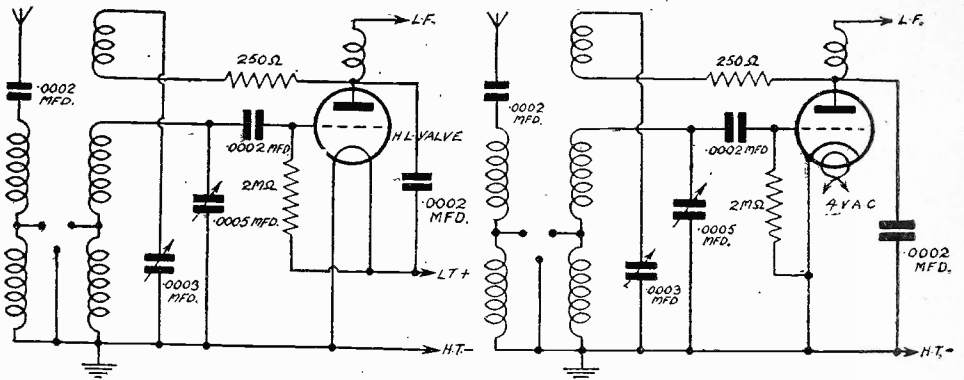 L.F.
250Ω
.0002
MFD.
.0002 MFD
H L-VALVE
2MΩ
.0005 MFD.
.0002
MFD.
.0003
MFD.
LT +
H.T.-
L.F.
250Ω
.0002
MFD.
.0002 MFD
4 V A C
2MΩ
.0005
MFD.
.0002
MFD.
.0003
MFD.
H.T.-